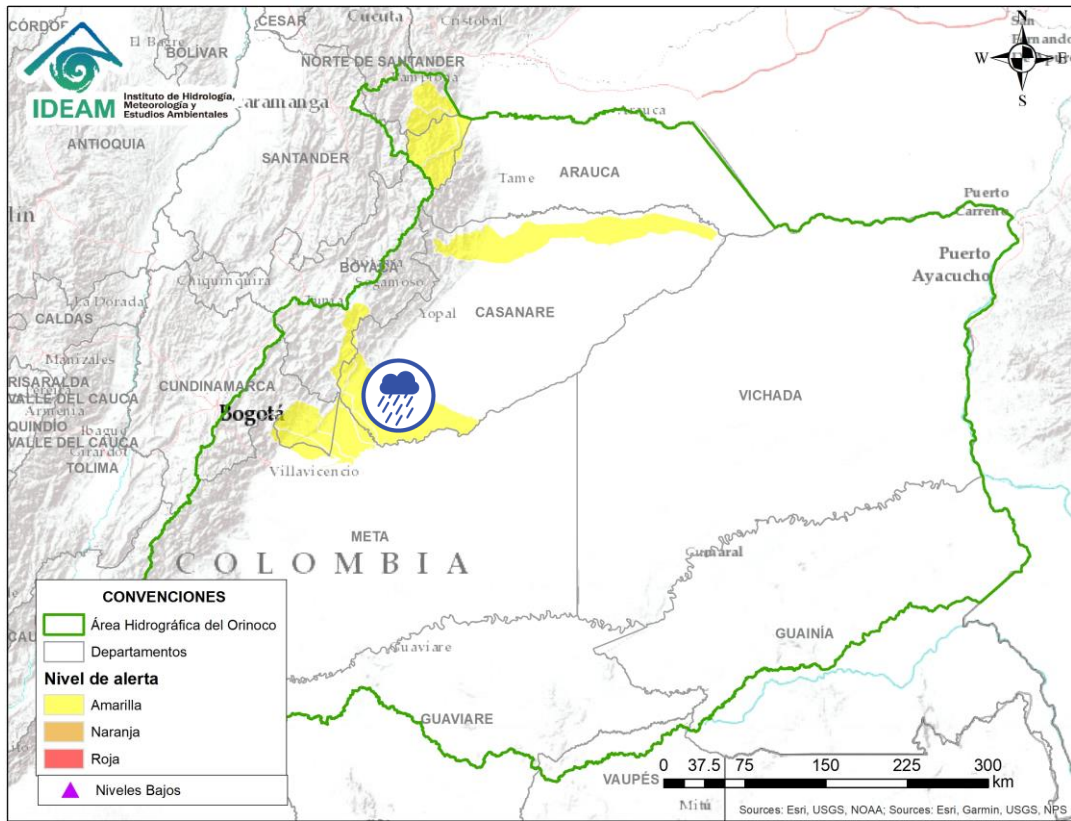 IDEAM
Instituto de Hidrología,
Meteorología y
Estudios Ambientales
CESAR
Cucuta
Cristobal
El Bagre
BOLÍVAR
NORTE DE SANTANDER
San
Fernando
N
W
E
S
Arauca
ANTIOQUIA
SANTANDER
Tame
ARAUCA
Puerto
Carreño
Puerto
Ayacucho
BOYACÁ
Sogamoso
Chiquinquira
Tunja
Yopal
CASANARE
La Dorada
CALDAS
Manizales
CUNDINAMARCA
VICHADA
RISARALDA
VALLE DEL CAUCA
Armenia
Bogotá
QUINDÍO
Ibague
VALLE DEL CAUCA
Girardot
TOLIMA
Villavicencio
META
COLOMBIA
GUAINÍA
Guaviare
GUAVIARE
VAUPÉS
Mitú
CONVENCIONES
Área Hidrográfica del Orinoco
Departamentos
Nivel de alerta
Amarilla
Naranja
Roja
Niveles Bajos
0 37.5 75 150 225 300
km
Sources: Esri, USGS, NOAA; Sources: Esri, Garmin, USGS, NPS